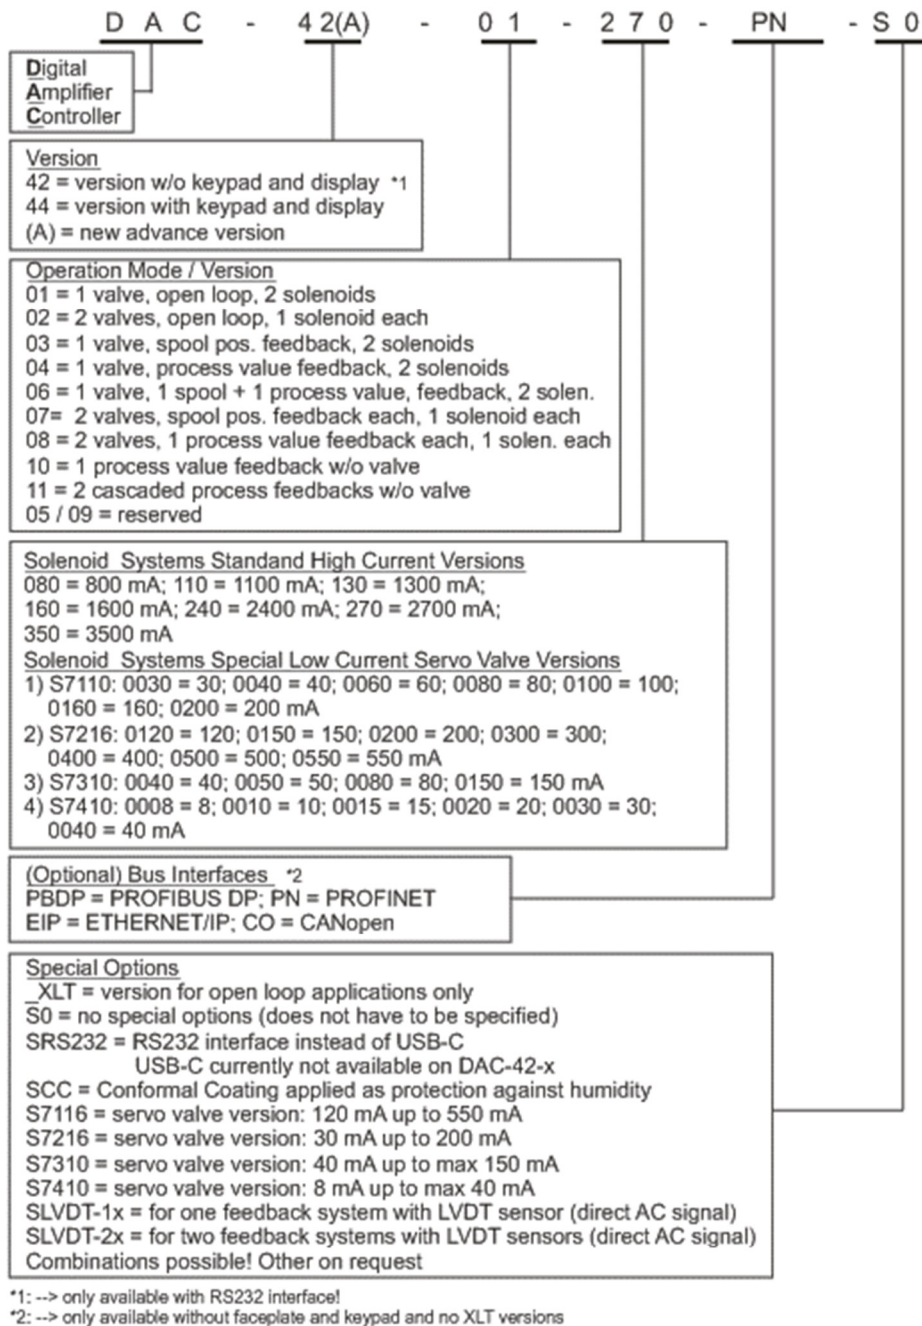 D A C - 4 2(A) - 0 1 - 2 7 0 - PN - S 0
Digital
Amplifier
Controller
Version
42 = version w/o keypad and display *1
44 = version with keypad and display
(A) = new advance version
Operation Mode / Version
01 = 1 valve, open loop, 2 solenoids
02 = 2 valves, open loop, 1 solenoid each
03 = 1 valve, spool pos. feedback, 2 solenoids
04 = 1 valve, process value feedback, 2 solenoids
06 = 1 valve, 1 spool + 1 process value, feedback, 2 solen.
07= 2 valves, spool pos. feedback each, 1 solenoid each
08 = 2 valves, 1 process value feedback each, 1 solen. each
10 = 1 process value feedback w/o valve
11 = 2 cascaded process feedbacks w/o valve
05 / 09 = reserved
Solenoid Systems Standard High Current Versions
080 = 800 mA; 110 = 1100 mA; 130 = 1300 mA;
160 = 1600 mA; 240 = 2400 mA; 270 = 2700 mA;
350 = 3500 mA
Solenoid Systems Special Low Current Servo Valve Versions
1) S7110: 0030 = 30; 0040 = 40; 0060 = 60; 0080 = 80; 0100 = 100;
0160 = 160; 0200 = 200 mA
2) S7216: 0120 = 120; 0150 = 150; 0200 = 200; 0300 = 300;
0400 = 400; 0500 = 500; 0550 = 550 mA
3) S7310: 0040 = 40; 0050 = 50; 0080 = 80; 0150 = 150 mA
4) S7410: 0008 = 8; 0010 = 10; 0015 = 15; 0020 = 20; 0030 = 30;
0040 = 40 mA
(Optional) Bus Interfaces *2
PBDP = PROFIBUS DP; PN = PROFINET
EIP = ETHERNET/IP; CO = CANopen
Special Options
_XLT = version for open loop applications only
S0 = no special options (does not have to be specified)
SRS232 = RS232 interface instead of USB-C
USB-C currently not available on DAC-42-x
SCC = Conformal Coating applied as protection against humidity
S7116 = servo valve version: 120 mA up to 550 mA
S7216 = servo valve version: 30 mA up to 200 mA
S7310 = servo valve version: 40 mA up to max 150 mA
S7410 = servo valve version: 8 mA up to max 40 mA
SLVDT-1x = for one feedback system with LVDT sensor (direct AC signal)
SLVDT-2x = for two feedback systems with LVDT sensors (direct AC signal)
Combinations possible! Other on request
*1: --> only available with RS232 interface!
*2: --> only available without faceplate and keypad and no XLT versions